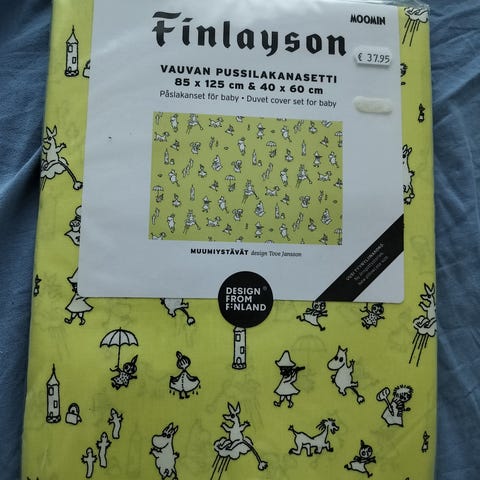 MOOMIN
Finlayson
€ 37.95
VAUVAN PUSSILAKANASETTI
85 x 125 cm & 40 x 60 cm
Påslakanset för baby • Duvet cover set for baby
MUUMIYSTÄVÄT design Tove Jansson
DESIGN
FROM
FINLAND